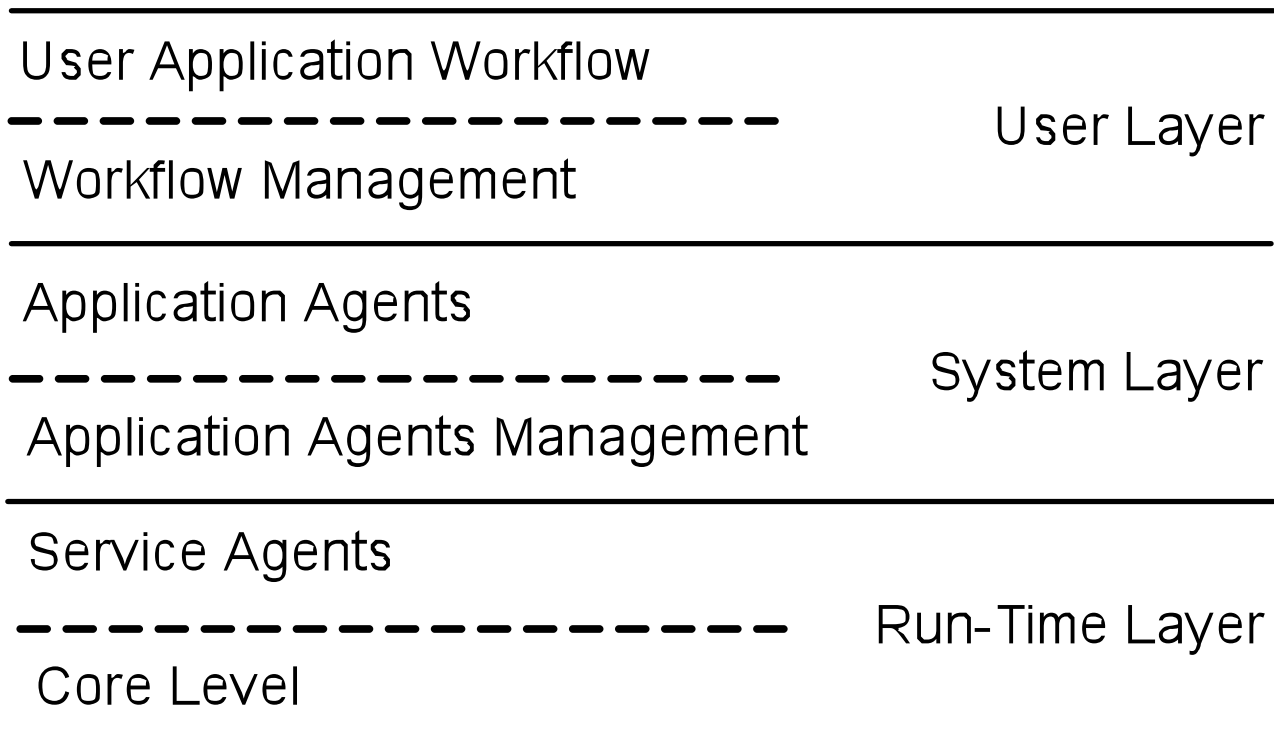 User Application Workflow
User Layer
Workflow Management
Application Agents
System Layer
Application Agents Management
Service Agents
Run-Time Layer
Core Level